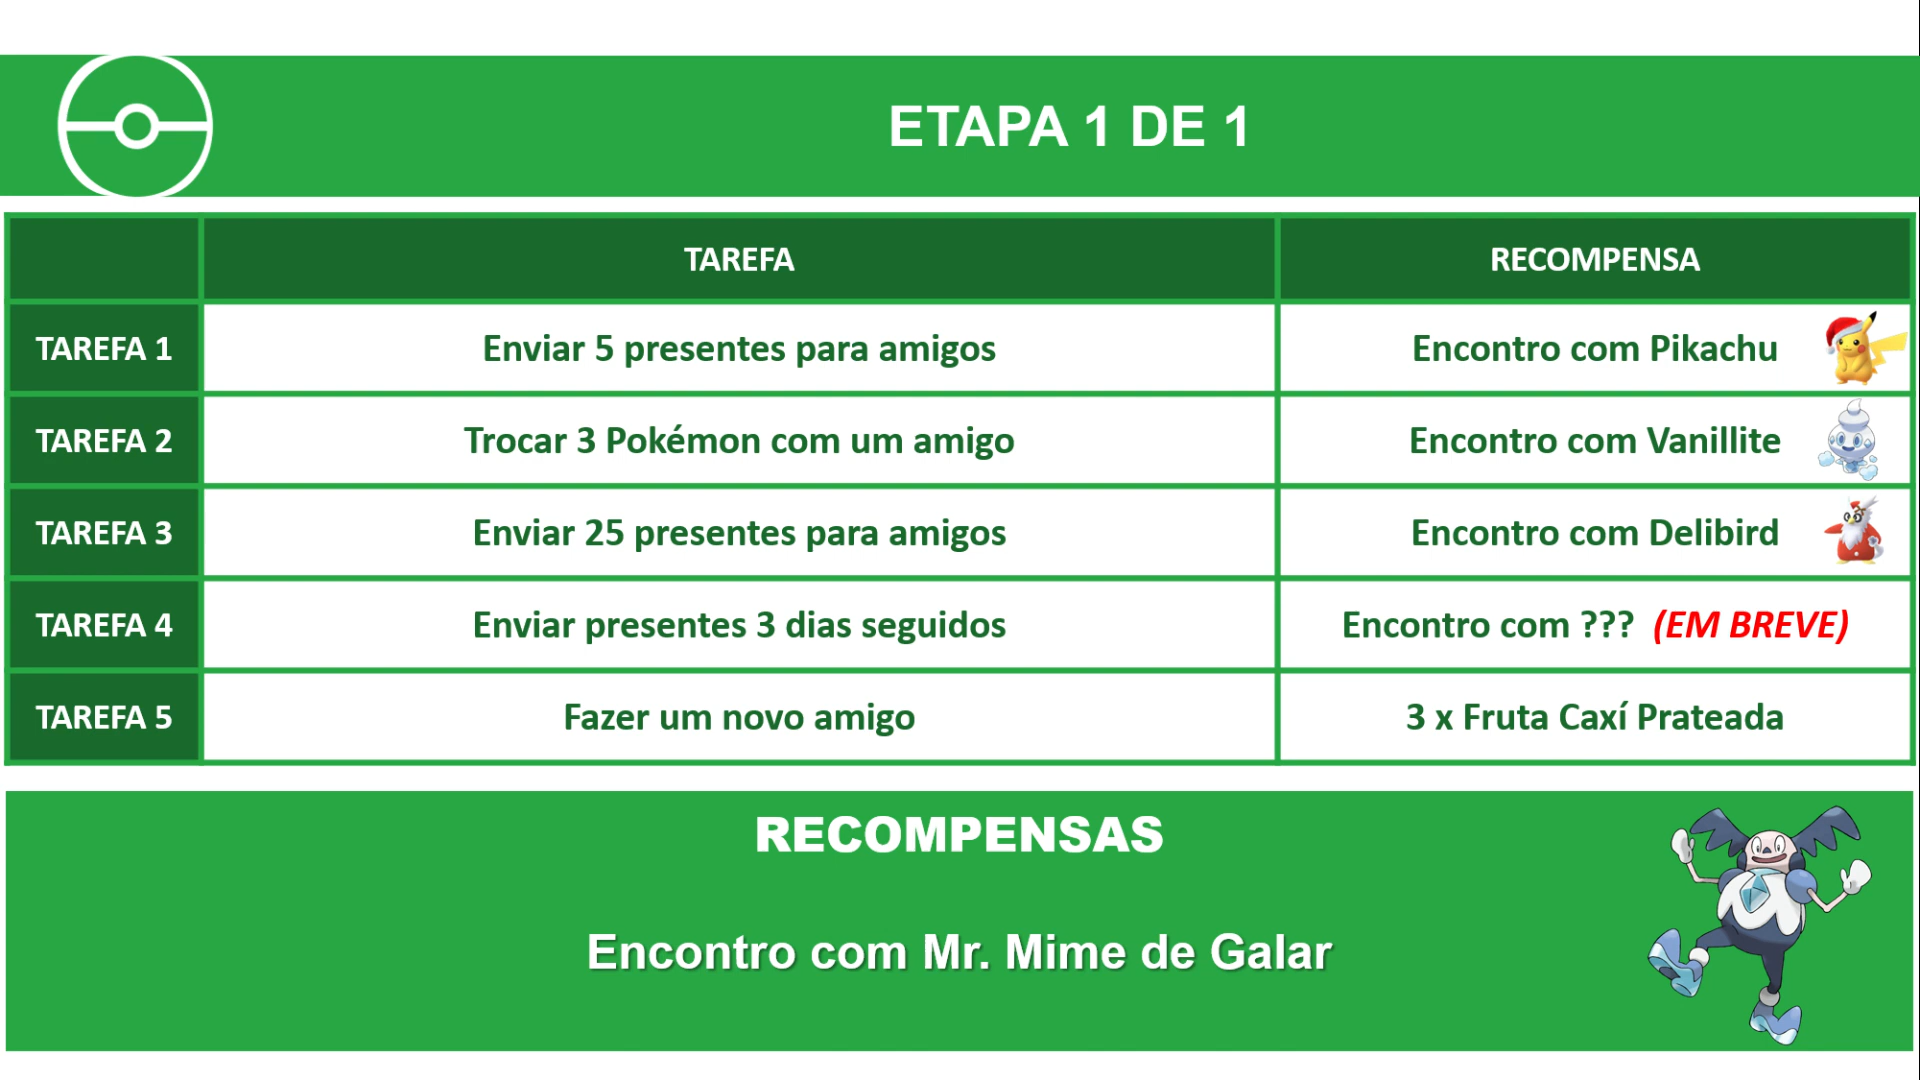 ETAPA 1 DE 1
TAREFA RECOMPENSA
TAREFA 1 Enviar 5 presentes para amigos Encontro com Pikachu
TAREFA 2 Trocar 3 Pokémon com um amigo Encontro com Vanillite
TAREFA 3 Enviar 25 presentes para amigos Encontro com Delibird
TAREFA 4 Enviar presentes 3 dias seguidos Encontro com ??? (EM BREVE)
TAREFA 5 Fazer um novo amigo 3 x Fruta Caxí Prateada
RECOMPENSAS
Encontro com Mr. Mime de Galar